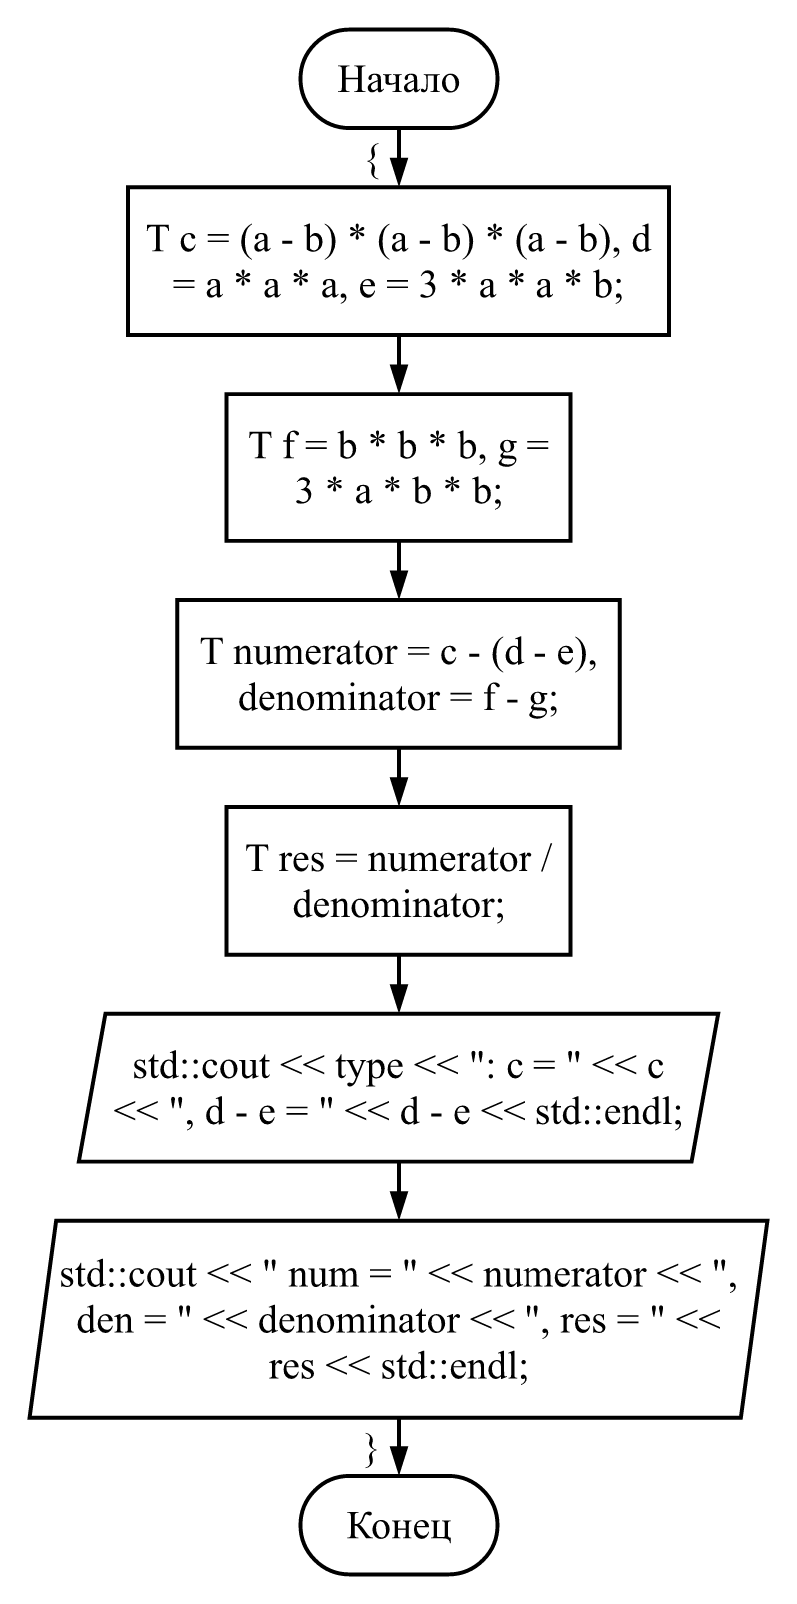 Начало
{
T c = (a - b) * (a - b) * (a - b), d
= a * a * a, e = 3 * a * a * b;
T f = b * b * b, g =
3 * a * b * b;
T numerator = c - (d - e),
denominator = f - g;
T res = numerator /
denominator;
std::cout << type << ": c = " << c
<< ", d - e = " << d - e << std::endl;
std::cout << " num = " << numerator << ",
den = " << denominator << ", res = " <<
res << std::endl;
}
Конец